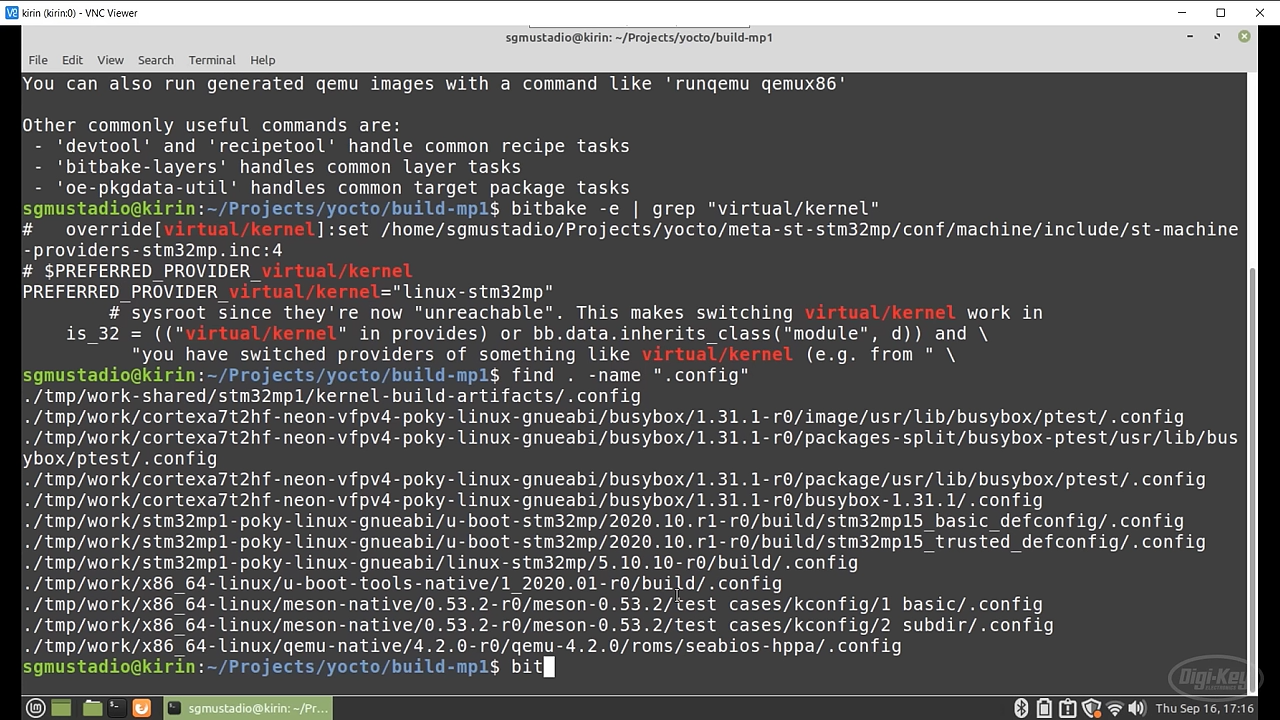 kirin (kirin:0) - VNC Viewer
sgmustadio@kirin: ~/Projects/yocto/build-mp1
File Edit View Search Terminal Help
You can also run generated qemu images with a command like 'runqemu qemux86'
Other commonly useful commands are:
- 'devtool' and 'recipetool' handle common recipe tasks
- 'bitbake-layers' handles common layer tasks
- 'oe-pkgdata-util' handles common target package tasks
sgmustadio@kirin:~/Projects/yocto/build-mp1$ bitbake -e | grep "virtual/kernel"
#   override[virtual/kernel]:set /home/sgmustadio/Projects/yocto/meta-st-stm32mp/conf/machine/include/st-machine
-providers-stm32mp.inc:4
# $PREFERRED_PROVIDER_virtual/kernel
PREFERRED_PROVIDER_virtual/kernel="linux-stm32mp"
# sysroot since they're now "unreachable". This makes switching virtual/kernel work in
is_32 = (("virtual/kernel" in provides) or bb.data.inherits_class("module", d)) and \
"you have switched providers of something like virtual/kernel (e.g. from " \
sgmustadio@kirin:~/Projects/yocto/build-mp1$ find . -name ".config"
./tmp/work-shared/stm32mp1/kernel-build-artifacts/.config
./tmp/work/cortexa7t2hf-neon-vfpv4-poky-linux-gnueabi/busybox/1.31.1-r0/image/usr/lib/busybox/ptest/.config
./tmp/work/cortexa7t2hf-neon-vfpv4-poky-linux-gnueabi/busybox/1.31.1-r0/packages-split/busybox-ptest/usr/lib/bus
ybox/ptest/.config
./tmp/work/cortexa7t2hf-neon-vfpv4-poky-linux-gnueabi/busybox/1.31.1-r0/package/usr/lib/busybox/ptest/.config
./tmp/work/cortexa7t2hf-neon-vfpv4-poky-linux-gnueabi/busybox/1.31.1-r0/busybox-1.31.1/.config
./tmp/work/stm32mp1-poky-linux-gnueabi/u-boot-stm32mp/2020.10.r1-r0/build/stm32mp15_basic_defconfig/.config
./tmp/work/stm32mp1-poky-linux-gnueabi/u-boot-stm32mp/2020.10.r1-r0/build/stm32mp15_trusted_defconfig/.config
./tmp/work/stm32mp1-poky-linux-gnueabi/linux-stm32mp/5.10.10-r0/build/.config
./tmp/work/x86_64-linux/u-boot-tools-native/1_2020.01-r0/build/.config
./tmp/work/x86_64-linux/meson-native/0.53.2-r0/meson-0.53.2/test cases/kconfig/1 basic/.config
./tmp/work/x86_64-linux/meson-native/0.53.2-r0/meson-0.53.2/test cases/kconfig/2 subdir/.config
./tmp/work/x86_64-linux/qemu-native/4.2.0-r0/qemu-4.2.0/roms/seabios-hppa/.config
sgmustadio@kirin:~/Projects/yocto/build-mp1$ bit
Digi-Key
ELECTRONICS
sgmustadio@kirin: ~/Pr...
Thu Sep 16, 17:16